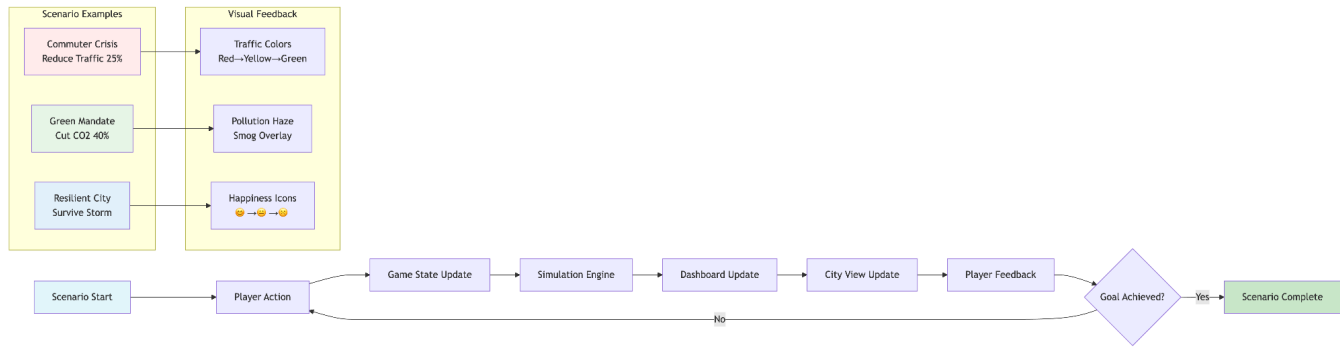 Scenario Examples
Visual Feedback
Commuter Crisis
Reduce Traffic 25%
Traffic Colors
Red→Yellow→Green
Green Mandate
Cut CO2 40%
Pollution Haze
Smog Overlay
Resilient City
Survive Storm
Happiness Icons
😊→😐→😊
Scenario Start
Player Action
Game State Update
Simulation Engine
Dashboard Update
City View Update
Player Feedback
Goal Achieved?
Yes
Scenario Complete
No